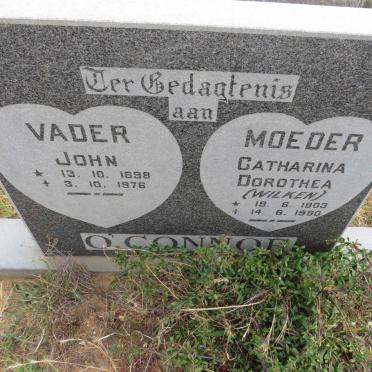 Ter Gedagtenis
aan
VADER
JOHN
* 13. 10. 1898
+ 3. 10. 1976
MOEDER
CATHARINA
DOROTHEA
(WILKEN)
* 19. 6. 1903
+ 14. 6. 1980
O'CONNOR